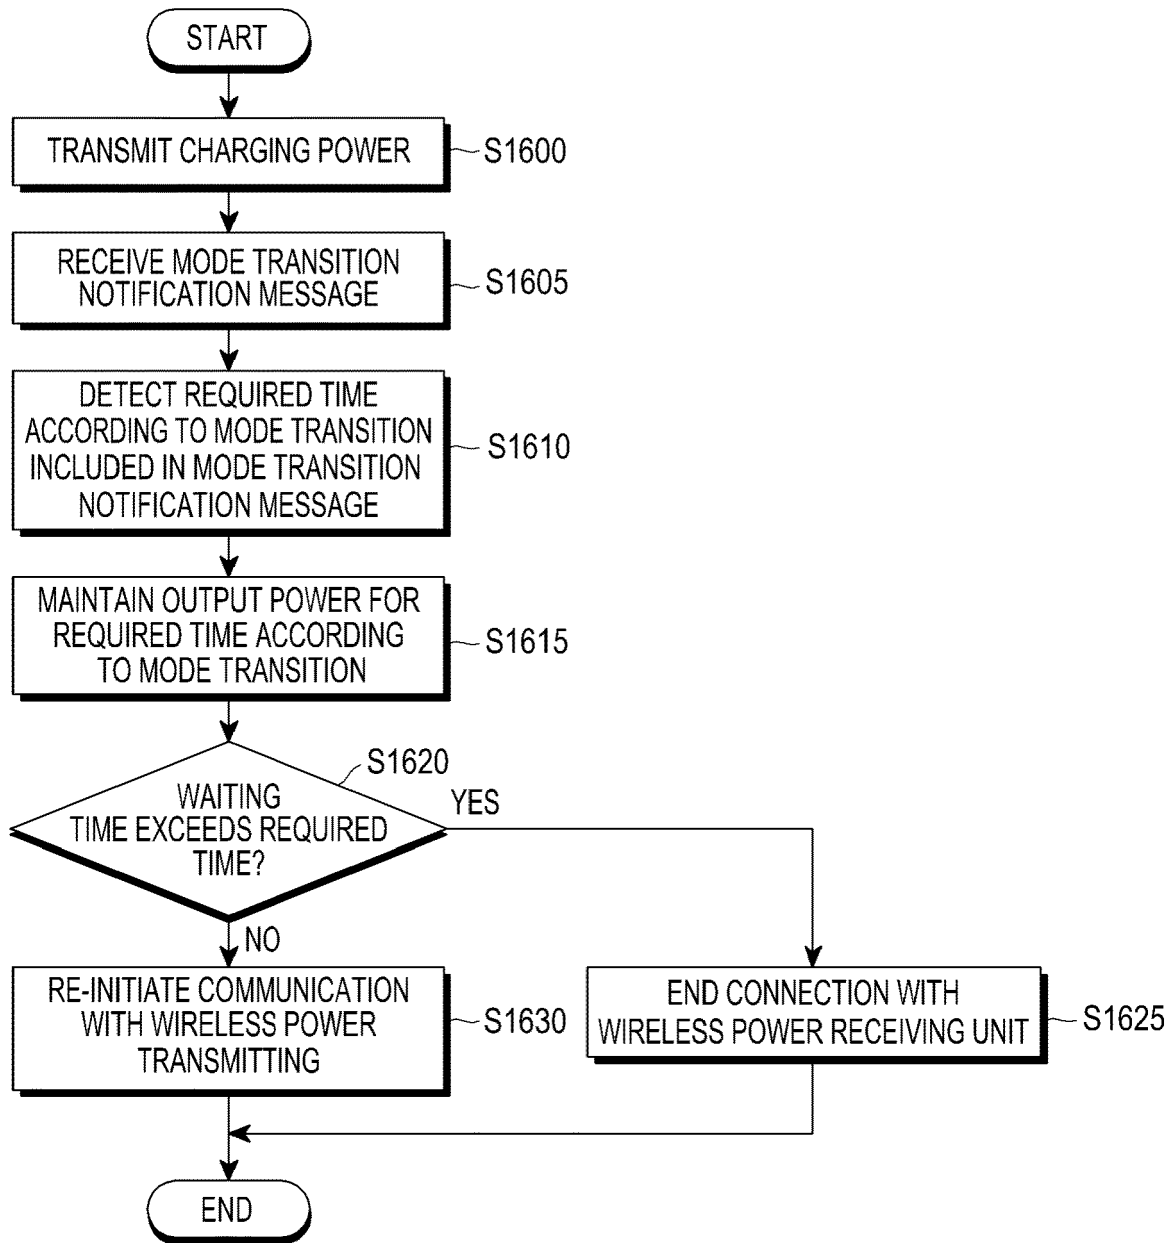 START
TRANSMIT CHARGING POWER
S1600
RECEIVE MODE TRANSITION
NOTIFICATION MESSAGE
S1605
DETECT REQUIRED TIME
ACCORDING TO MODE TRANSITION
INCLUDED IN MODE TRANSITION
NOTIFICATION MESSAGE
S1610
MAINTAIN OUTPUT POWER FOR
REQUIRED TIME ACCORDING
TO MODE TRANSITION
S1615
S1620
WAITING
TIME EXCEEDS REQUIRED
TIME?
YES
NO
RE-INITIATE COMMUNICATION
WITH WIRELESS POWER
TRANSMITTING
S1630
END CONNECTION WITH
WIRELESS POWER RECEIVING UNIT
S1625
END